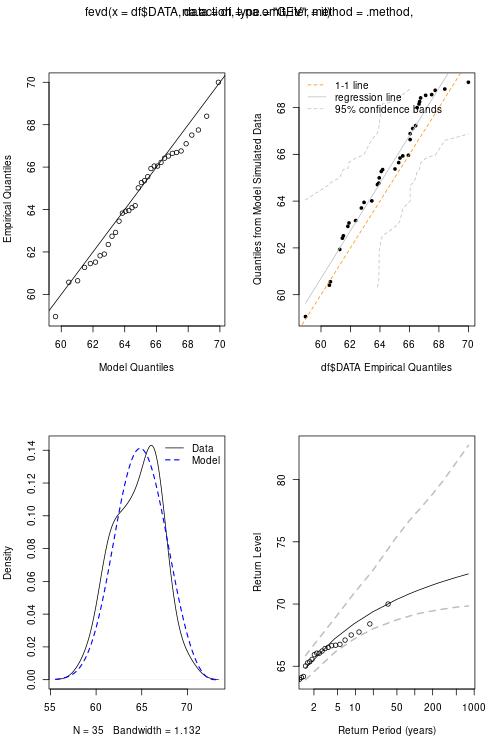 fevd(x = df$DATA, data = df, type = "GEV", method = .method,
70
68
66
64
62
60
Empirical Quantiles
60 62 64 66 68 70
Model Quantiles
1-1 line
regression line
95% confidence bands
68
66
64
62
60
Quantiles from Model Simulated Data
60 62 64 66 68 70
df$DATA Empirical Quantiles
Data
Model
0.14
0.12
0.10
0.08
0.06
0.04
0.02
0.00
Density
55 60 65 70
N = 35 Bandwidth = 1.132
80
75
70
65
Return Level
2 5 10 50 200 1000
Return Period (years)